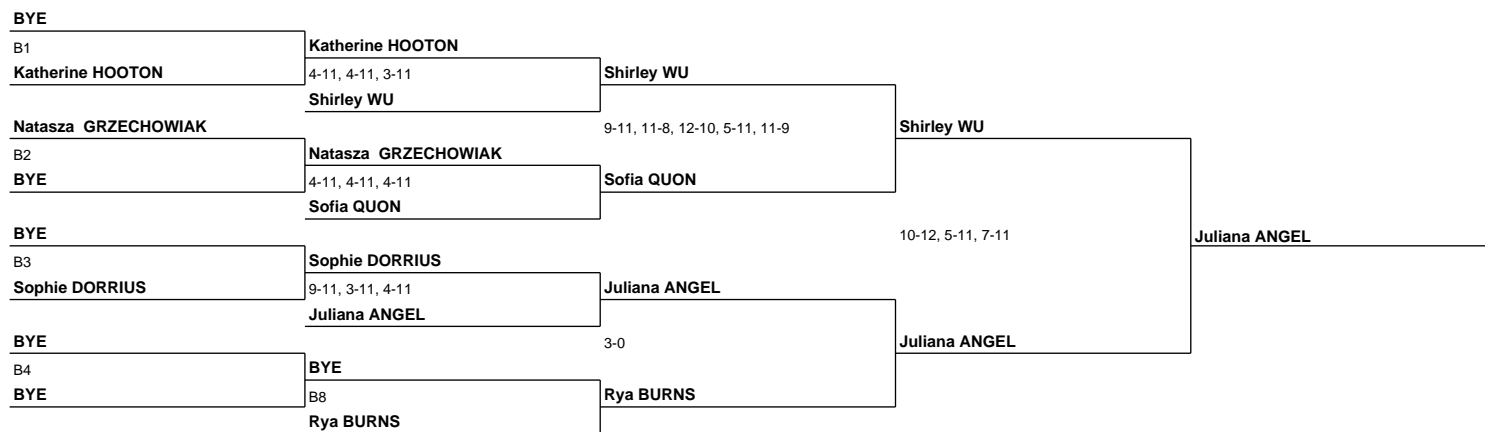 BYE
B1
Katherine HOOTON
Katherine HOOTON
4-11, 4-11, 3-11
Shirley WU
Shirley WU
Natasza GRZECHOWIAK
B2
BYE
Natasza GRZECHOWIAK
4-11, 4-11, 4-11
Sofia QUON
9-11, 11-8, 12-10, 5-11, 11-9
Sofia QUON
Shirley WU
BYE
B3
Sophie DORRIUS
Sophie DORRIUS
9-11, 3-11, 4-11
Juliana ANGEL
Juliana ANGEL
BYE
B4
BYE
BYE
B8
Rya BURNS
3-0
Rya BURNS
Juliana ANGEL
10-12, 5-11, 7-11
Juliana ANGEL